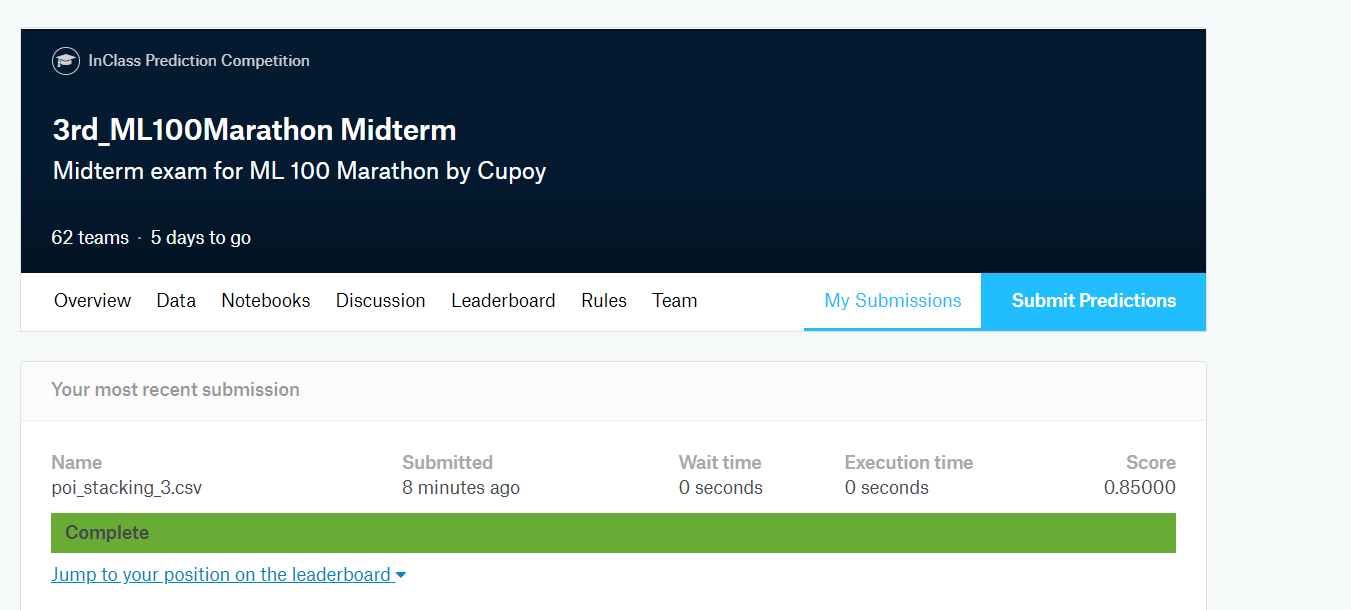 InClass Prediction Competition
3rd_ML100Marathon Midterm
Midterm exam for ML 100 Marathon by Cupoy
62 teams · 5 days to go
Overview Data Notebooks Discussion Leaderboard Rules Team My Submissions Submit Predictions
Your most recent submission
Name Submitted Wait time Execution time Score
poi_stacking_3.csv 8 minutes ago 0 seconds 0 seconds 0.85000
Complete
Jump to your position on the leaderboard